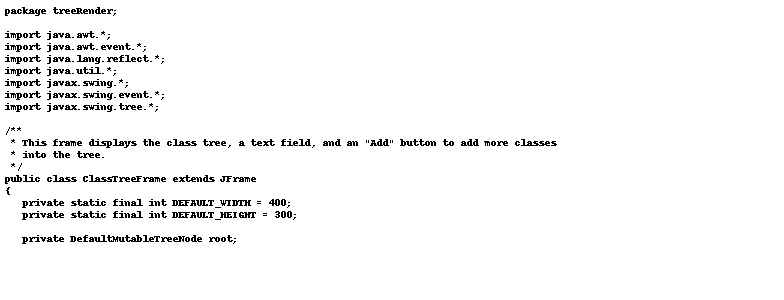 package treeRender;

import java.awt.*;
import java.awt.event.*;
import java.lang.reflect.*;
import java.util.*;
import javax.swing.*;
import javax.swing.event.*;
import javax.swing.tree.*;

/**
 * This frame displays the class tree, a text field, and an "Add" button to add more classes
 * into the tree.
 */
public class ClassTreeFrame extends JFrame
{
   private static final int DEFAULT_WIDTH = 400;
   private static final int DEFAULT_HEIGHT = 300;

   private DefaultMutableTreeNode root;